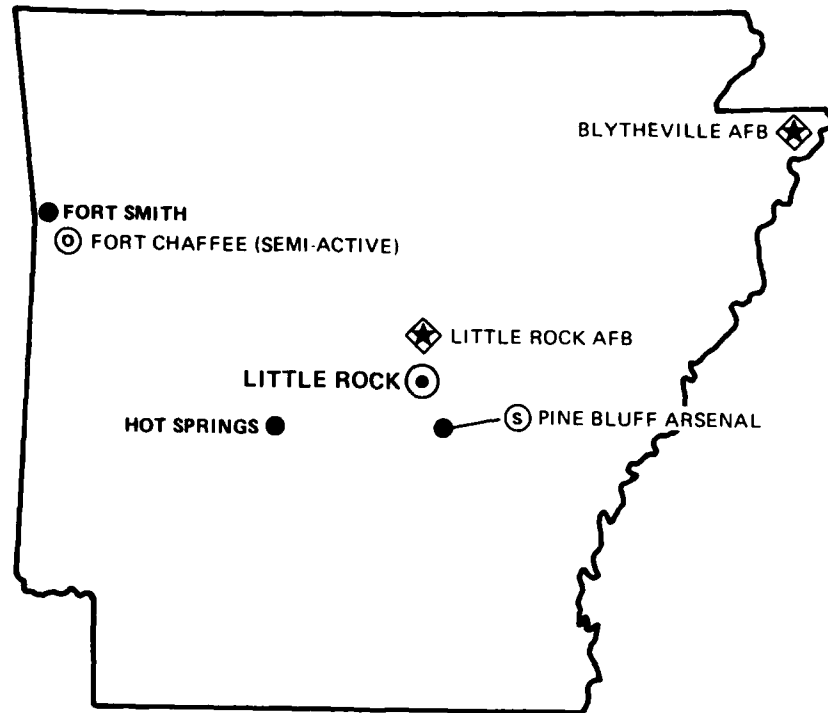 BLYTHEVILLE AFB
FORT SMITH
O FORT CHAFFEE (SEMI-ACTIVE)
LITTLE ROCK AFB
LITTLE ROCK
HOT SPRINGS
S PINE BLUFF ARSENAL